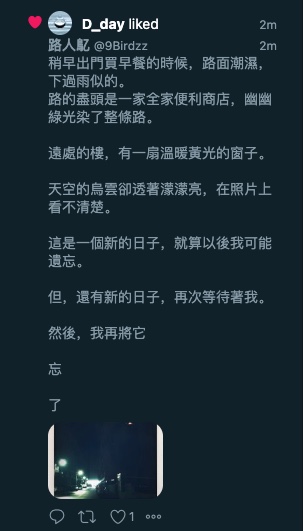 D_day liked
2m
路人鳦 @9Birdzz
2m
稍早出門買早餐的時候，路面潮濕，
下過雨似的。
路的盡頭是一家全家便利商店，幽幽
綠光染了整條路。
遠處的樓，有一扇溫暖黃光的窗子。
天空的烏雲卻透著濛濛亮，在照片上
看不清楚。
這是一個新的日子，就算以後我可能
遺忘。
但，還有新的日子，再次等待著我。
然後，我再將它
忘
了
1